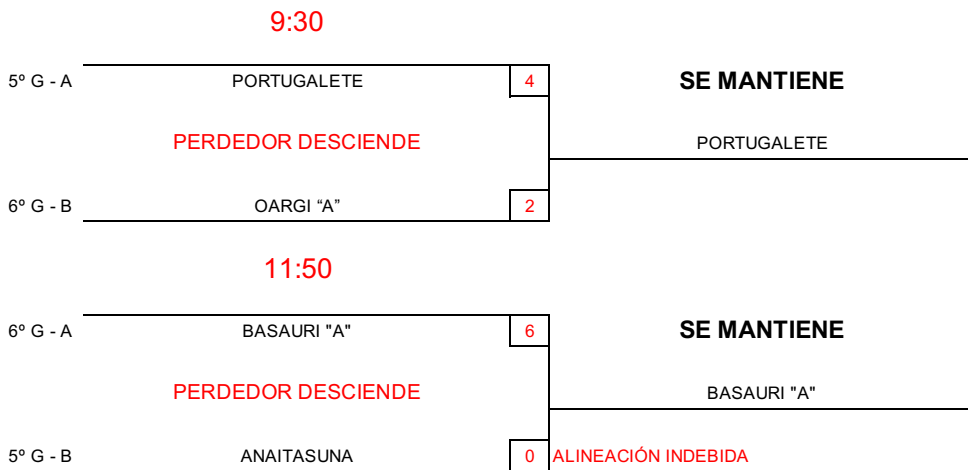 9:30
5º G - A PORTUGALETE 4 SE MANTIENE
PERDEDOR DESCIENDE PORTUGALETE
6º G - B OARGI “A” 2
11:50
6º G - A BASAURI "A" 6 SE MANTIENE
PERDEDOR DESCIENDE BASAURI "A"
5º G - B ANAITASUNA 0 ALINEACIÓN INDEBIDA